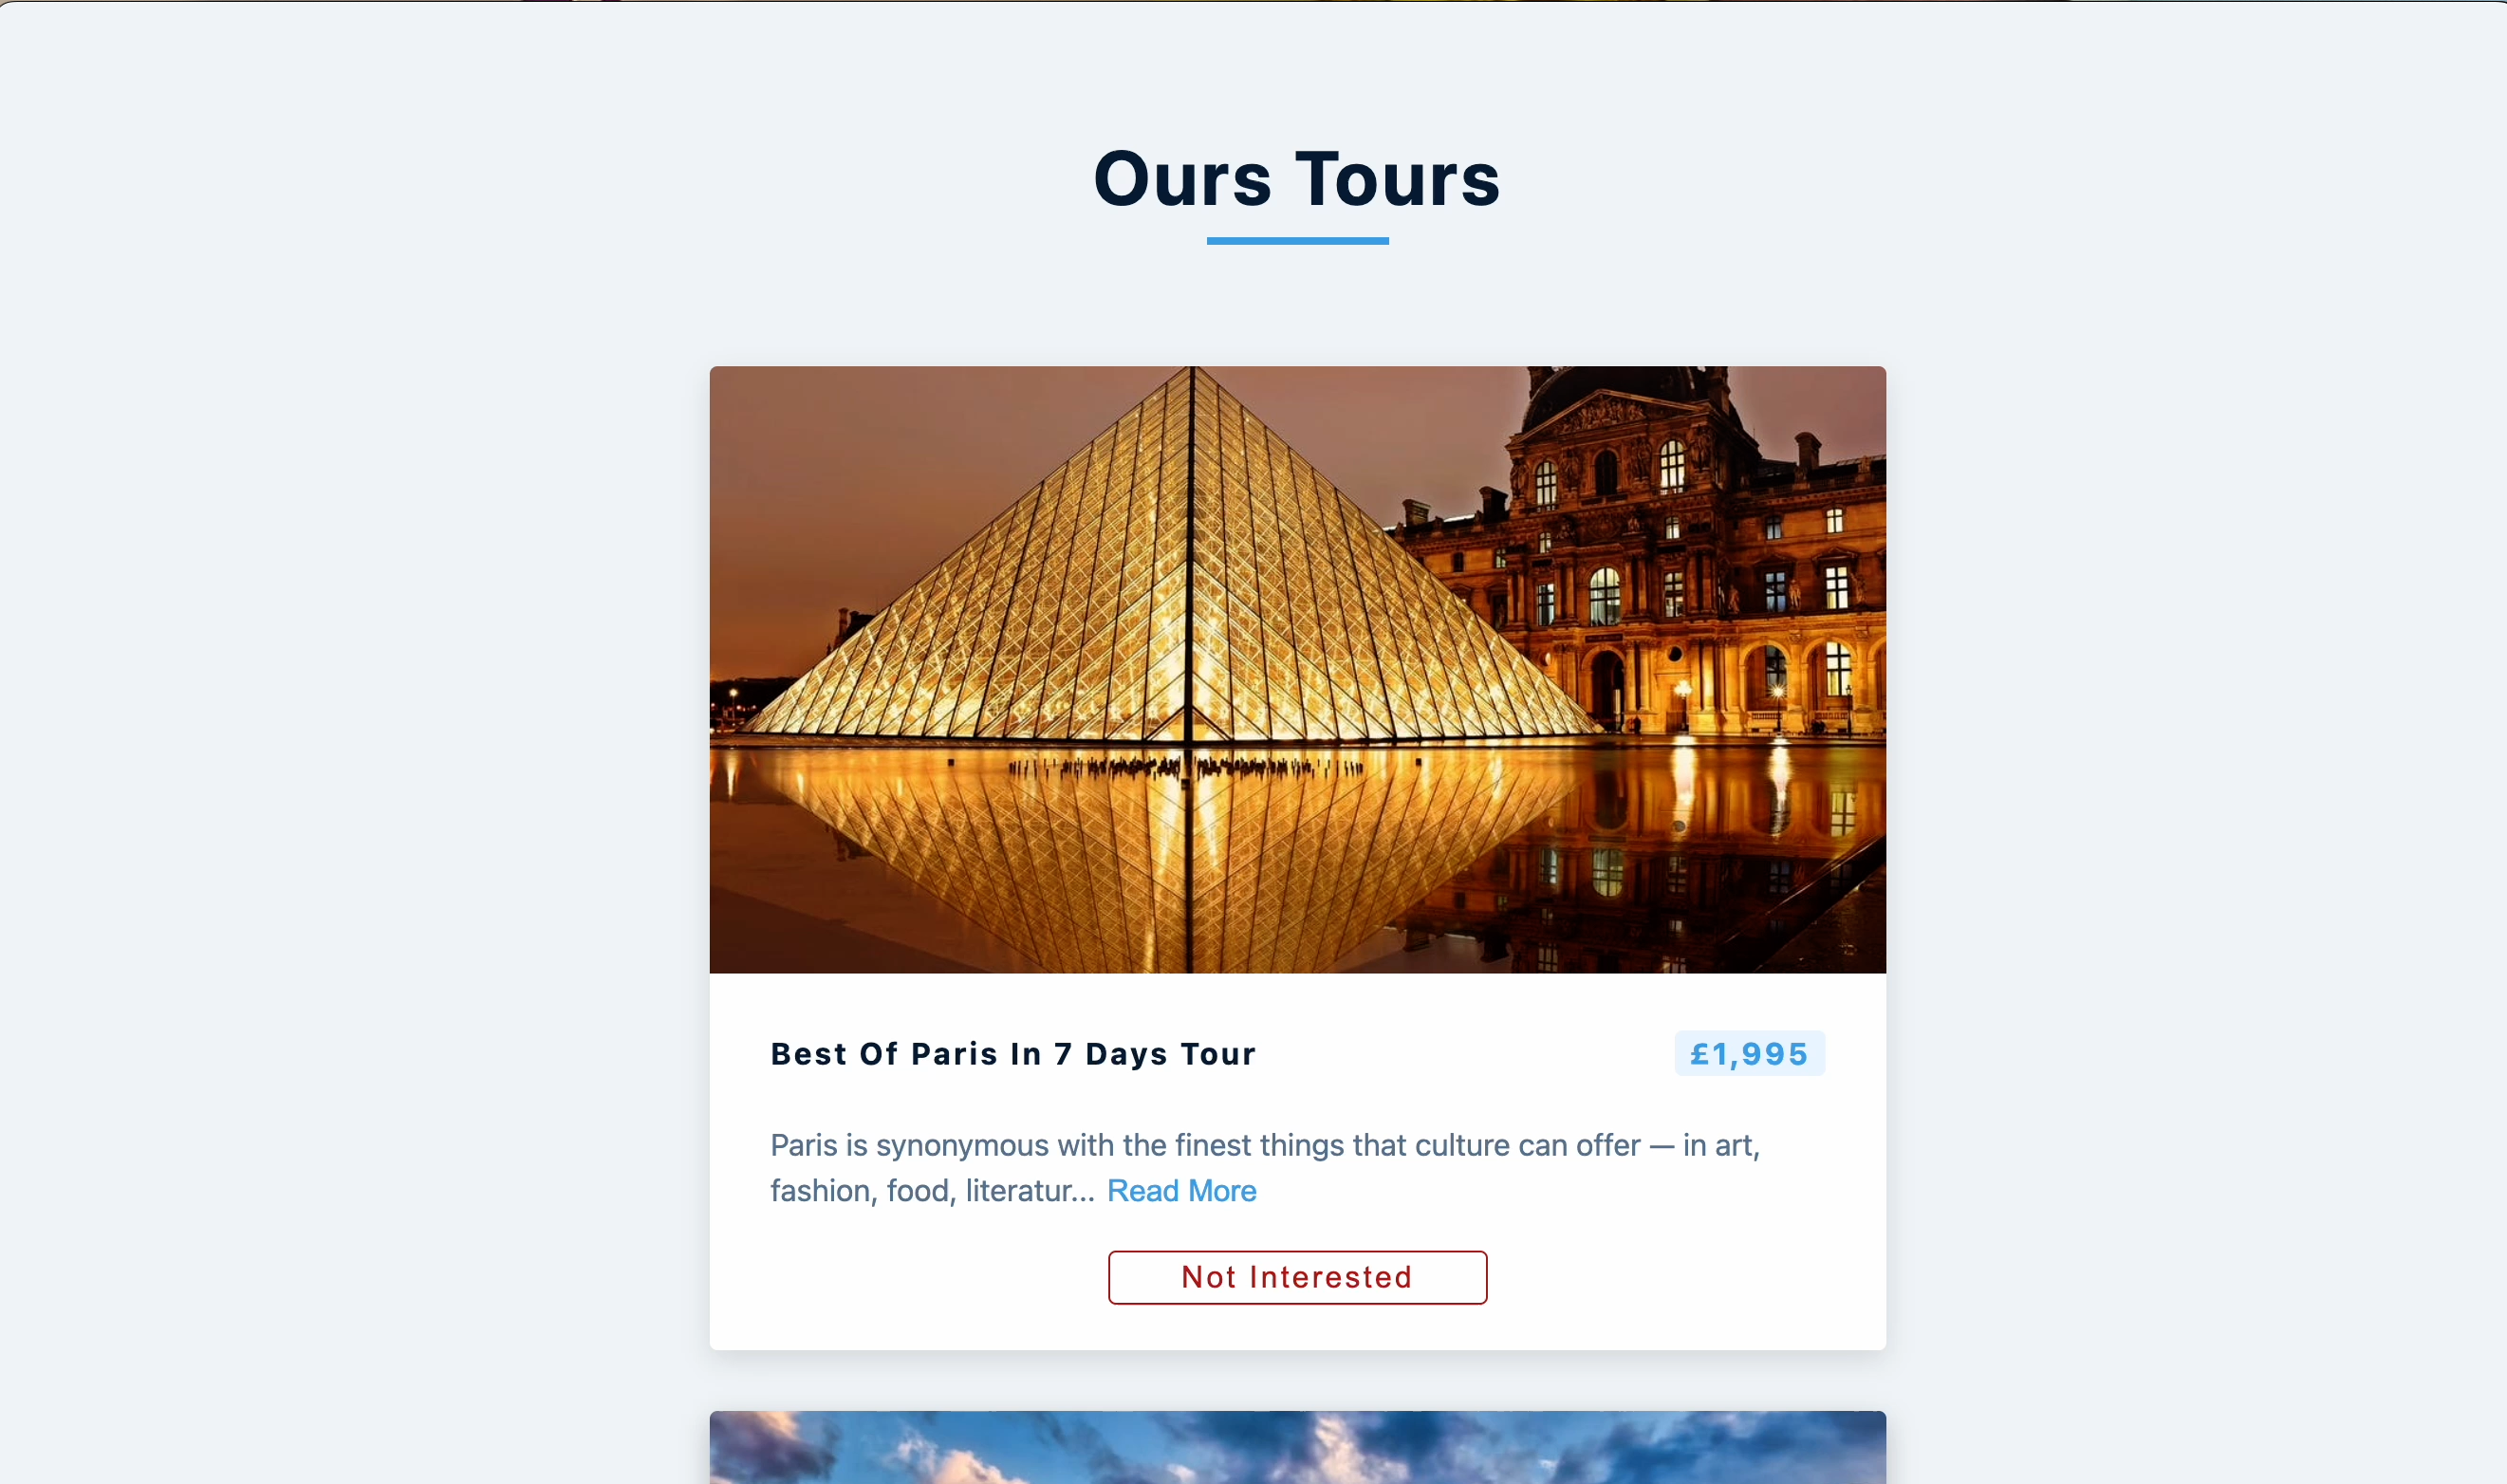 Ours Tours
Best Of Paris In 7 Days Tour
£1,995
Paris is synonymous with the finest things that culture can offer — in art,
fashion, food, literatur... Read More
Not Interested